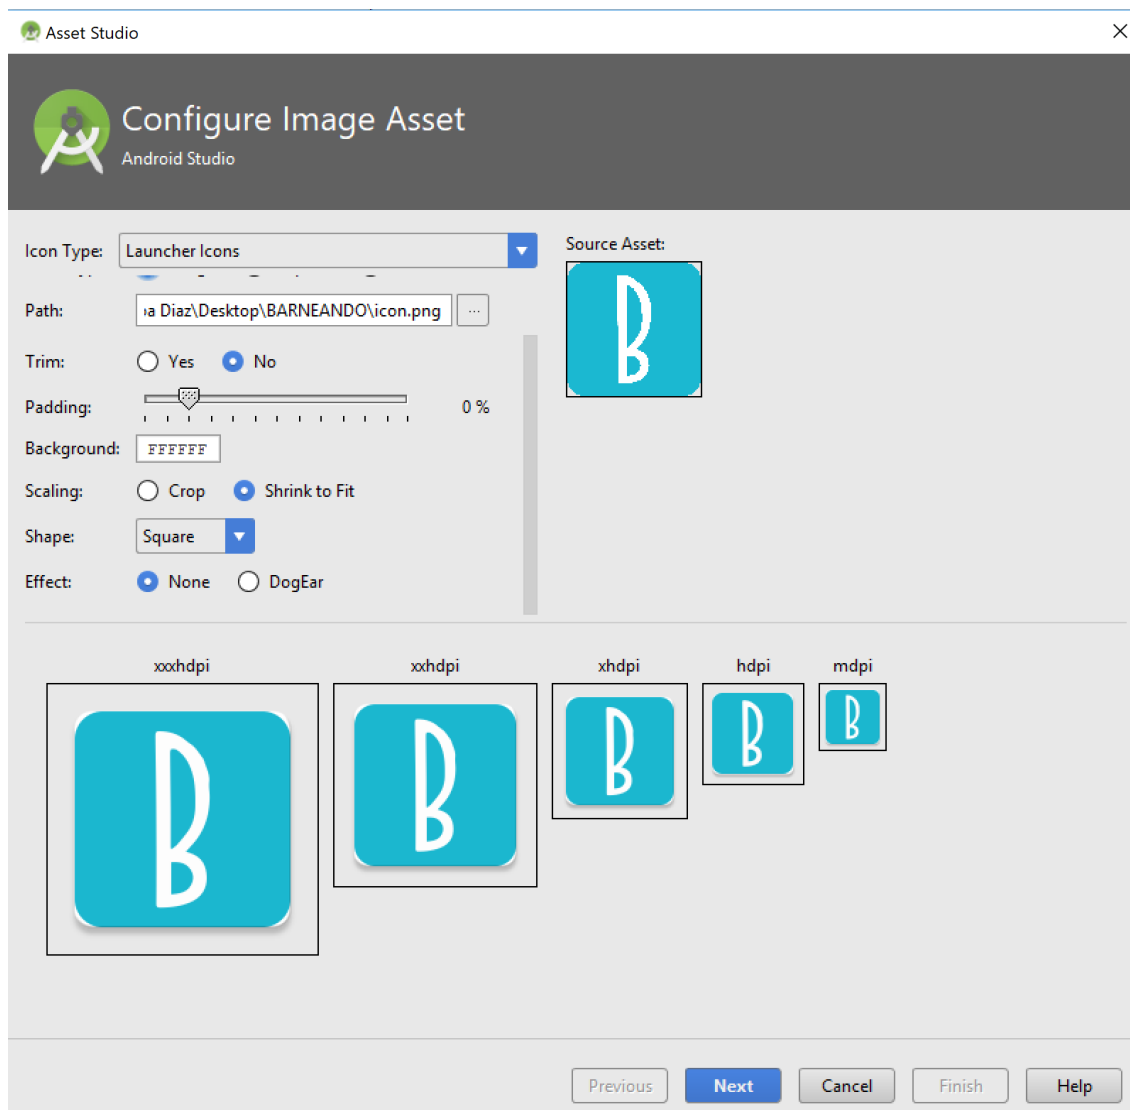 Asset Studio
Configure Image Asset
Android Studio
Icon Type: Launcher Icons
Source Asset:
Path: Diaz\Desktop\BARNEANDO\icon.png ...
Trim: Yes No
Padding: 0 %
Background: FFFFFF
Scaling: Crop Shrink to Fit
Shape: Square
Effect: None DogEar
xxxhdpi xxhdpi xhdpi hdpi mdpi
B
B B B B B
Previous Next Cancel Finish Help